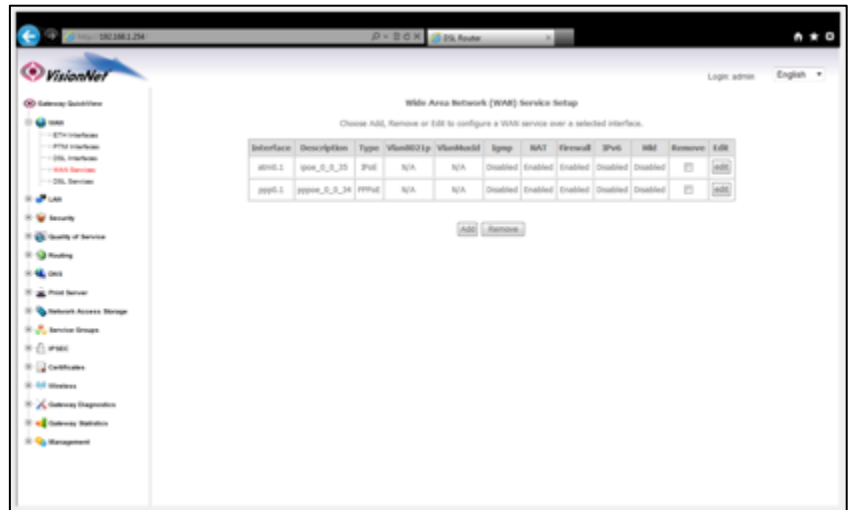 http://192.168.1.254/
DSL Router
VisionNet
Login: admin
English
Gateway QuickView
WAN
ETH Interfaces
PTM Interfaces
DSL Interfaces
WAN Services
DSL Services
LAN
Security
Quality of Service
Routing
DNS
Print Server
Network Access Storage
Service Groups
IPSEC
Certificates
Wireless
Gateway Diagnostics
Gateway Statistics
Management
Wide Area Network (WAN) Service Setup
Choose Add, Remove or Edit to configure a WAN service over a selected interface.
Interface Description Type Vlan8021p VlanMuxId Igmp NAT Firewall IPv6 Mld Remove Edit
atm0.1 ipoe_0_0_35 IPoE N/A N/A Disabled Enabled Enabled Disabled Disabled edit
ppp0.1 pppoe_0_0_34 PPPoE N/A N/A Disabled Enabled Enabled Disabled Disabled edit
Add Remove